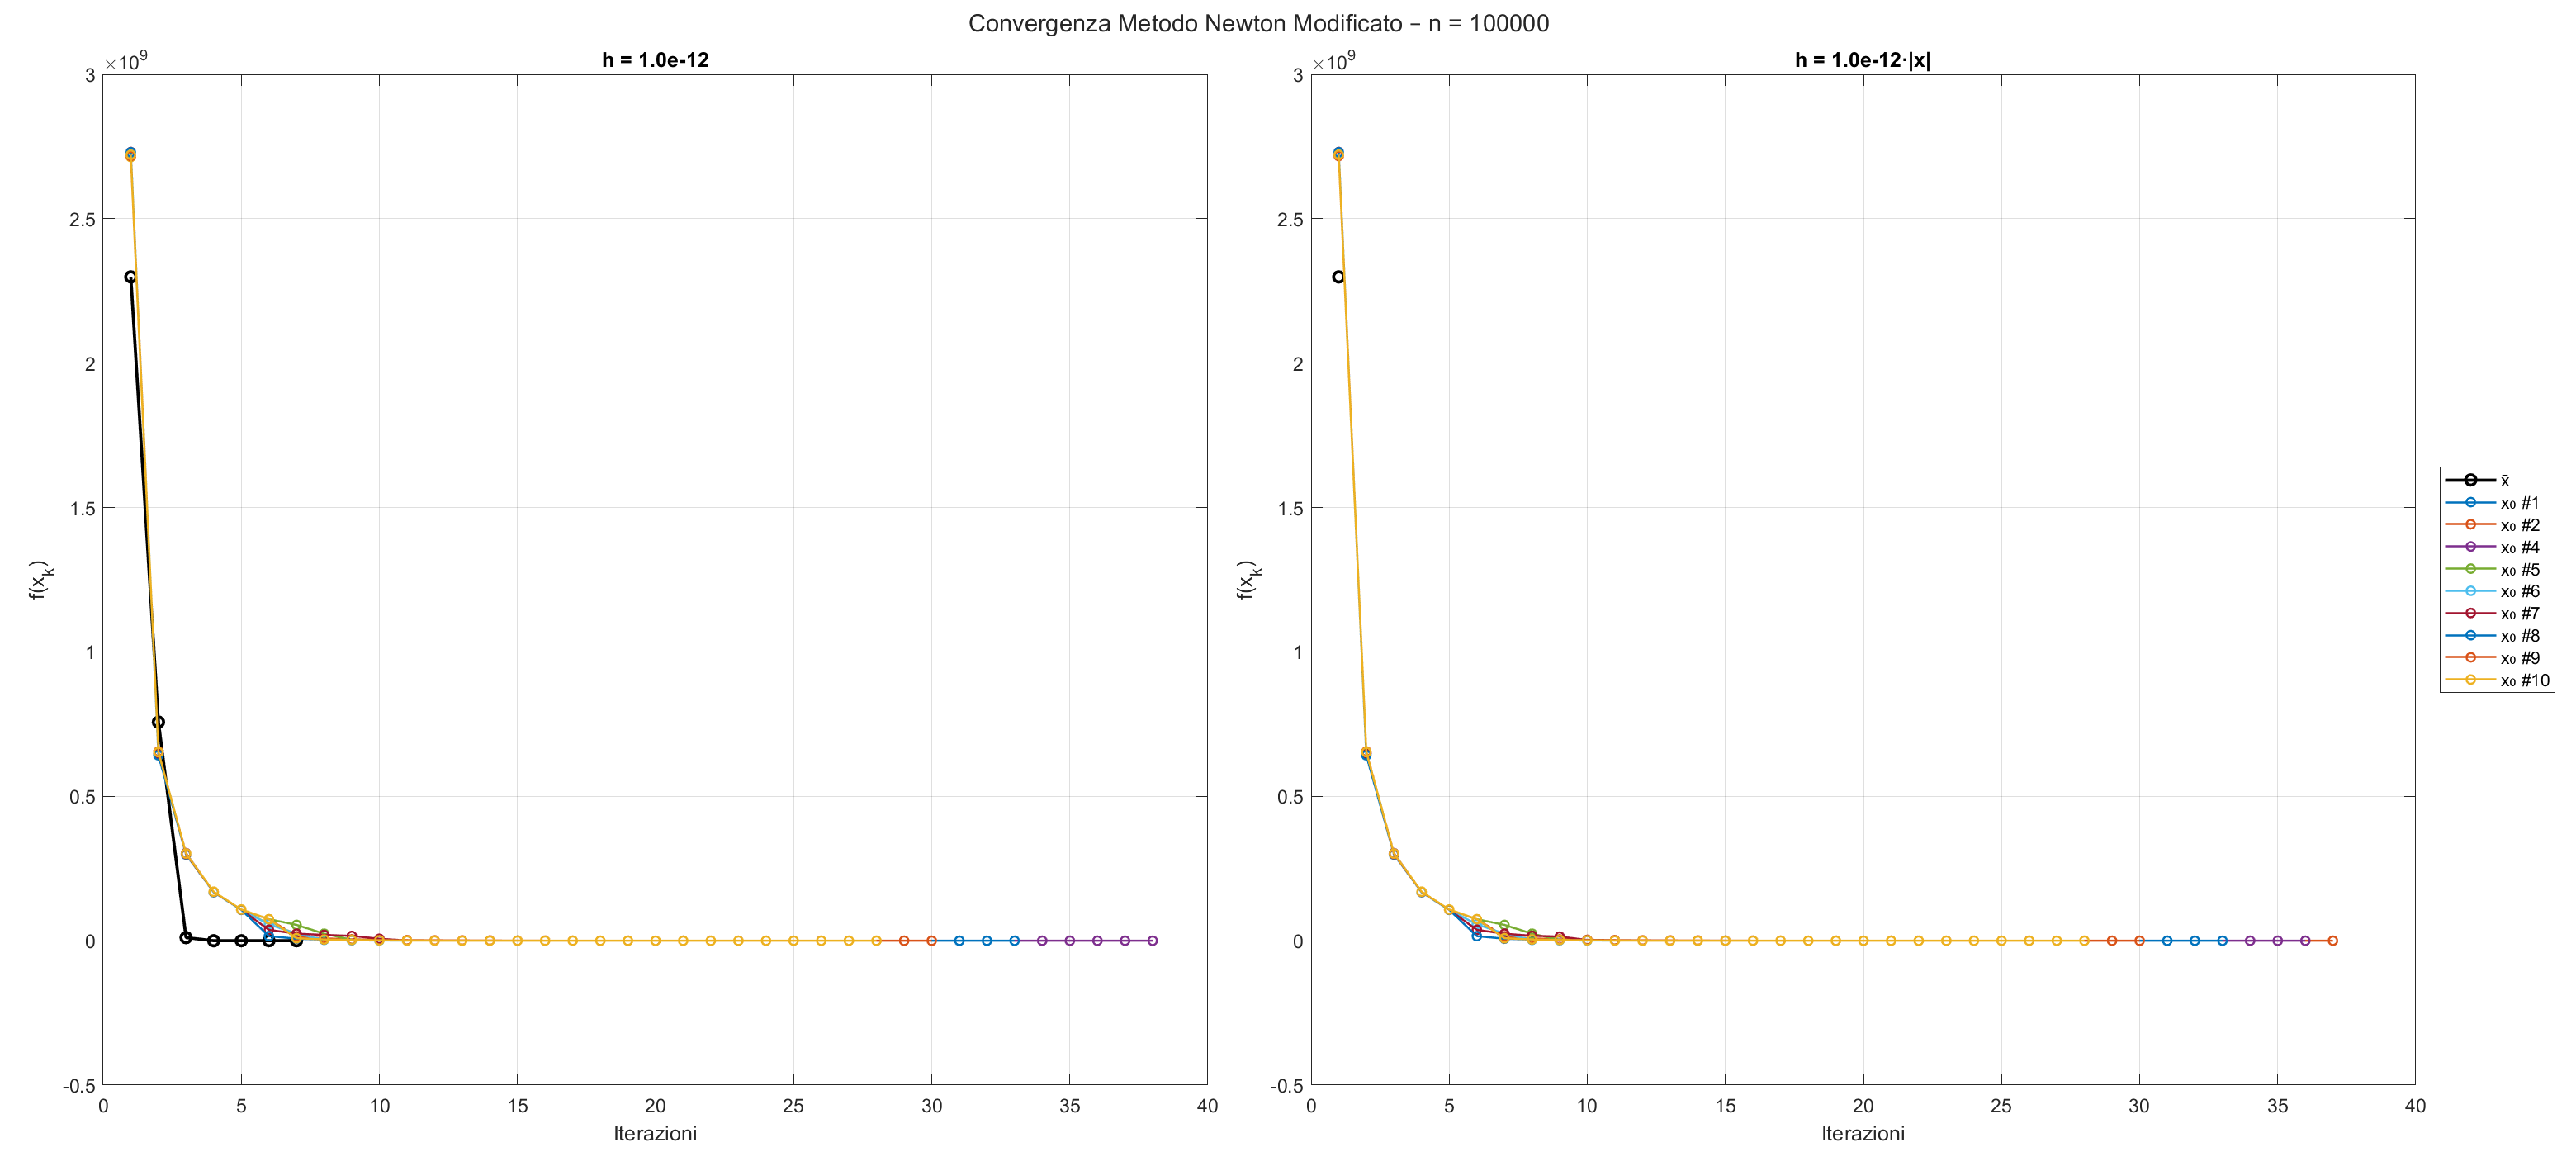 Convergenza Metodo Newton Modificato – n = 100000
h = 1.0e-12
×10⁹
3
2.5
2
1.5
1
0.5
0
-0.5
f(xₖ)
0 5 10 15 20 25 30 35 40
Iterazioni
h = 1.0e-12·|x|
×10⁹
3
2.5
2
1.5
1
0.5
0
-0.5
f(xₖ)
0 5 10 15 20 25 30 35 40
Iterazioni
x̄
x₀ #1
x₀ #2
x₀ #4
x₀ #5
x₀ #6
x₀ #7
x₀ #8
x₀ #9
x₀ #10